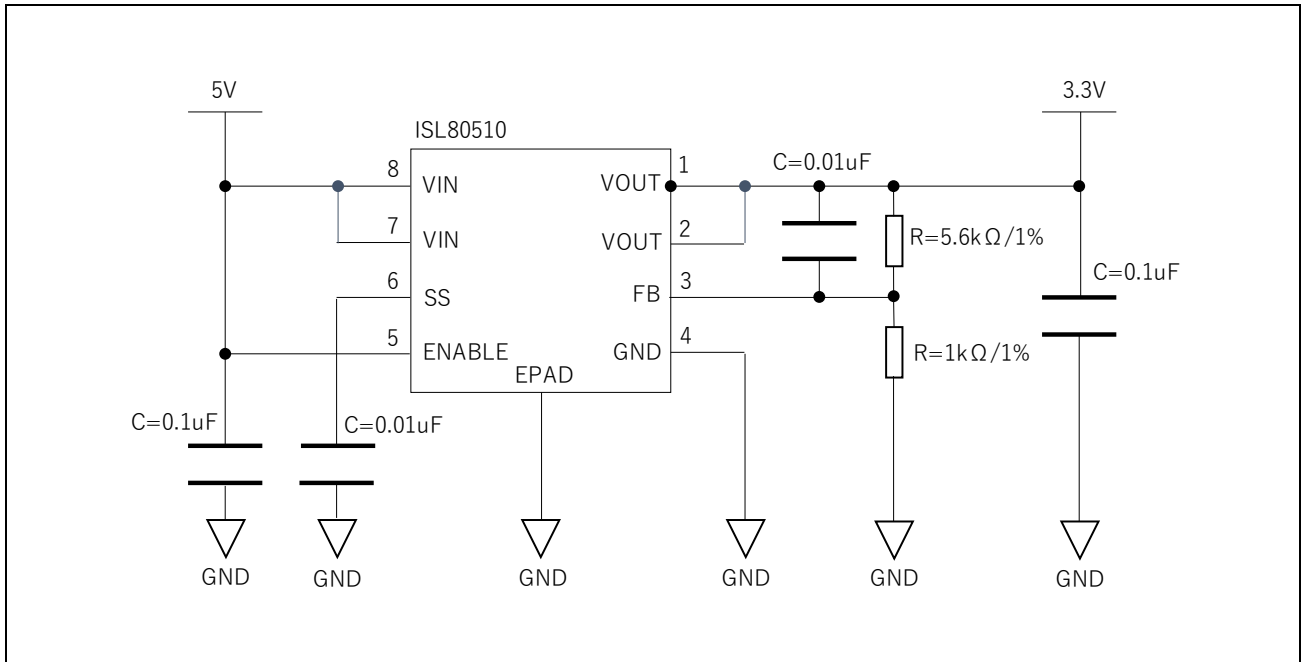 5V
3.3V
ISL80510
8
VIN
VOUT
1
C=0.01uF
7
VIN
VOUT
2
R=5.6kΩ/1%
6
SS
FB
3
C=0.1uF
5
ENABLE
GND
4
R=1kΩ/1%
EPAD
C=0.1uF
C=0.01uF
GND
GND
GND
GND
GND
GND